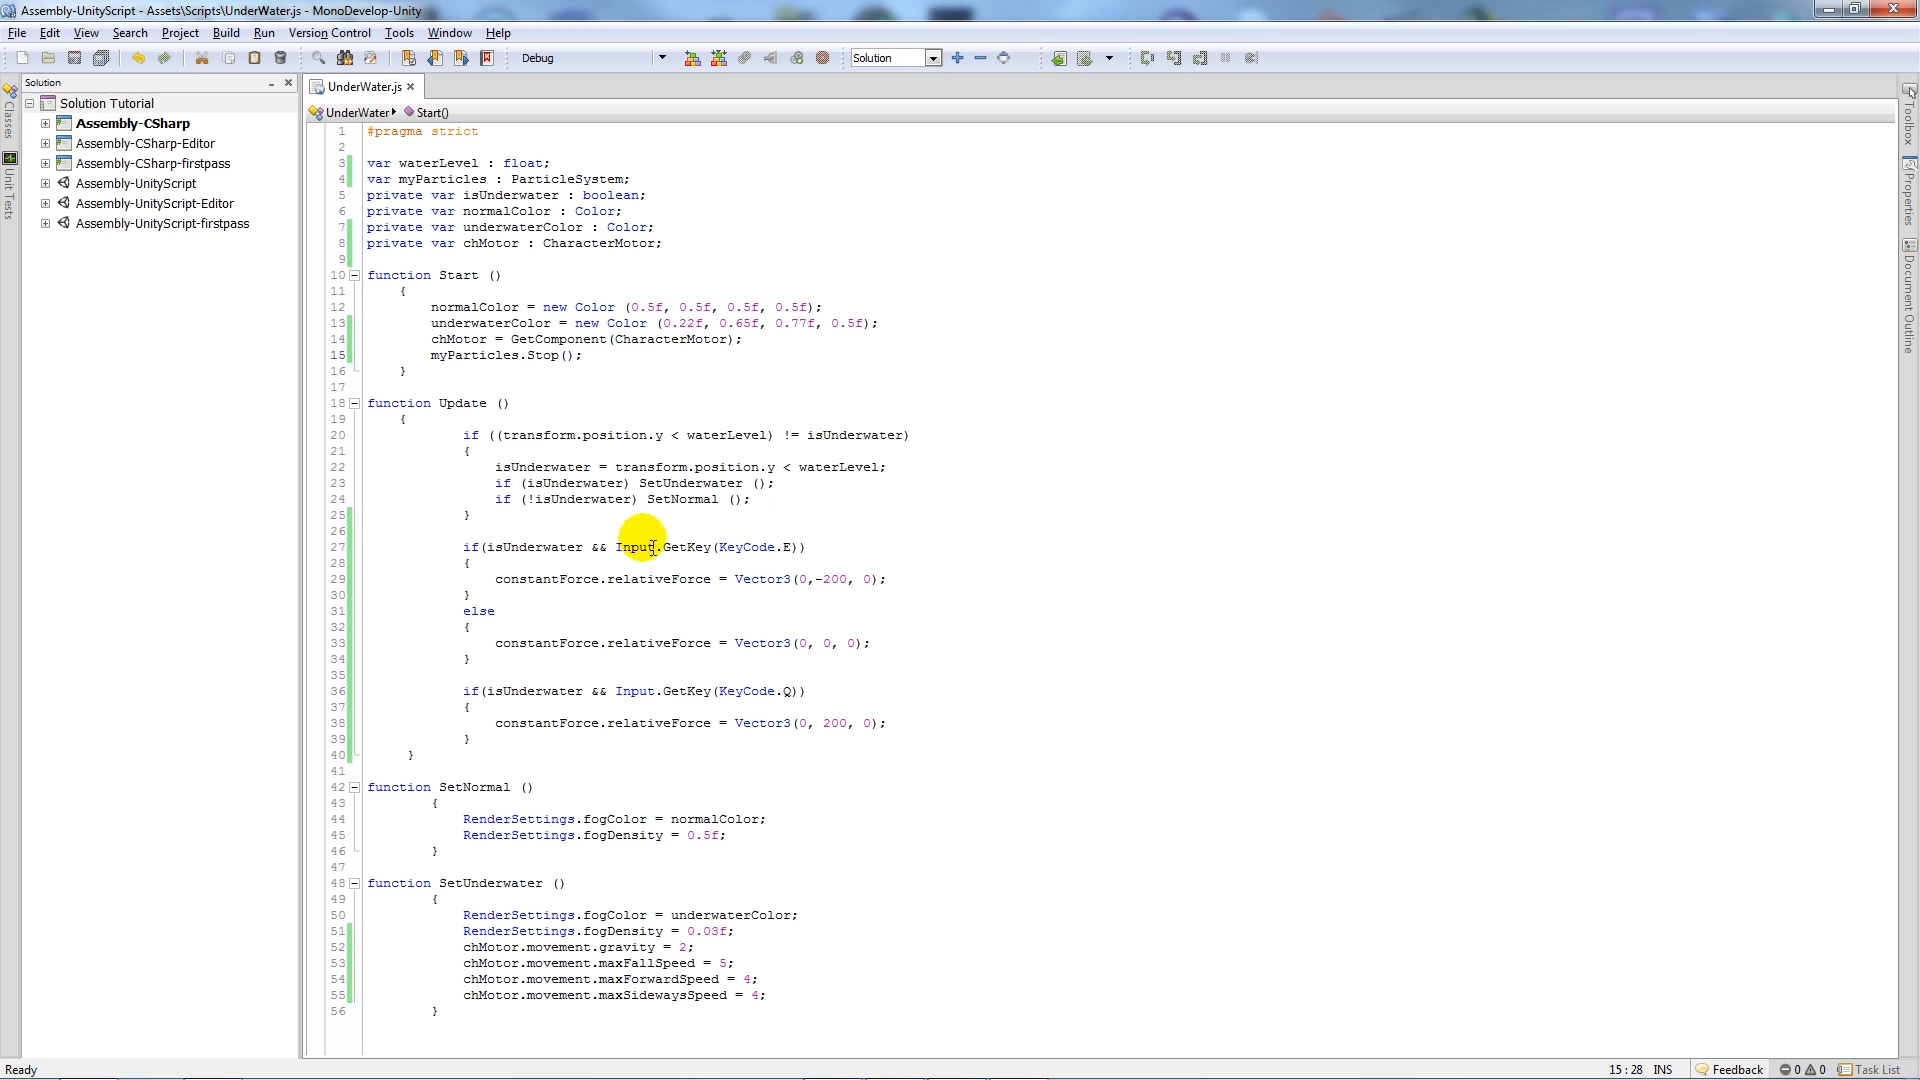 Assembly-UnityScript - Assets\Scripts\UnderWater.js - MonoDevelop-Unity
File Edit View Search Project Build Run Version Control Tools Window Help
Debug Solution
Solution
UnderWater.js
Solution Tutorial
UnderWater Start()
Assembly-CSharp
Assembly-CSharp-Editor
Assembly-CSharp-firstpass
Assembly-UnityScript
Assembly-UnityScript-Editor
Assembly-UnityScript-firstpass
Classes
Unit Tests
1 #pragma strict
2
3 var waterLevel : float;
4 var myParticles : ParticleSystem;
5 private var isUnderwater : boolean;
6 private var normalColor : Color;
7 private var underwaterColor : Color;
8 private var chMotor : CharacterMotor;
9
10 function Start ()
11 {
12 normalColor = new Color (0.5f, 0.5f, 0.5f, 0.5f);
13 underwaterColor = new Color (0.22f, 0.65f, 0.77f, 0.5f);
14 chMotor = GetComponent(CharacterMotor);
15 myParticles.Stop();
16 }
17
18 function Update ()
19 {
20 if ((transform.position.y < waterLevel) != isUnderwater)
21 {
22 isUnderwater = transform.position.y < waterLevel;
23 if (isUnderwater) SetUnderwater ();
24 if (!isUnderwater) SetNormal ();
25 }
26
27 if(isUnderwater && Input.GetKey(KeyCode.E))
28 {
29 constantForce.relativeForce = Vector3(0,-200, 0);
30 }
31 else
32 {
33 constantForce.relativeForce = Vector3(0, 0, 0);
34 }
35
36 if(isUnderwater && Input.GetKey(KeyCode.Q))
37 {
38 constantForce.relativeForce = Vector3(0, 200, 0);
39 }
40 }
41
42 function SetNormal ()
43 {
44 RenderSettings.fogColor = normalColor;
45 RenderSettings.fogDensity = 0.5f;
46 }
47
48 function SetUnderwater ()
49 {
50 RenderSettings.fogColor = underwaterColor;
51 RenderSettings.fogDensity = 0.03f;
52 chMotor.movement.gravity = 2;
53 chMotor.movement.maxFallSpeed = 5;
54 chMotor.movement.maxForwardSpeed = 4;
55 chMotor.movement.maxSidewaysSpeed = 4;
56 }
Toolbox
Properties
Document Outline
Ready 15 : 28 INS Feedback 0 0 Task List